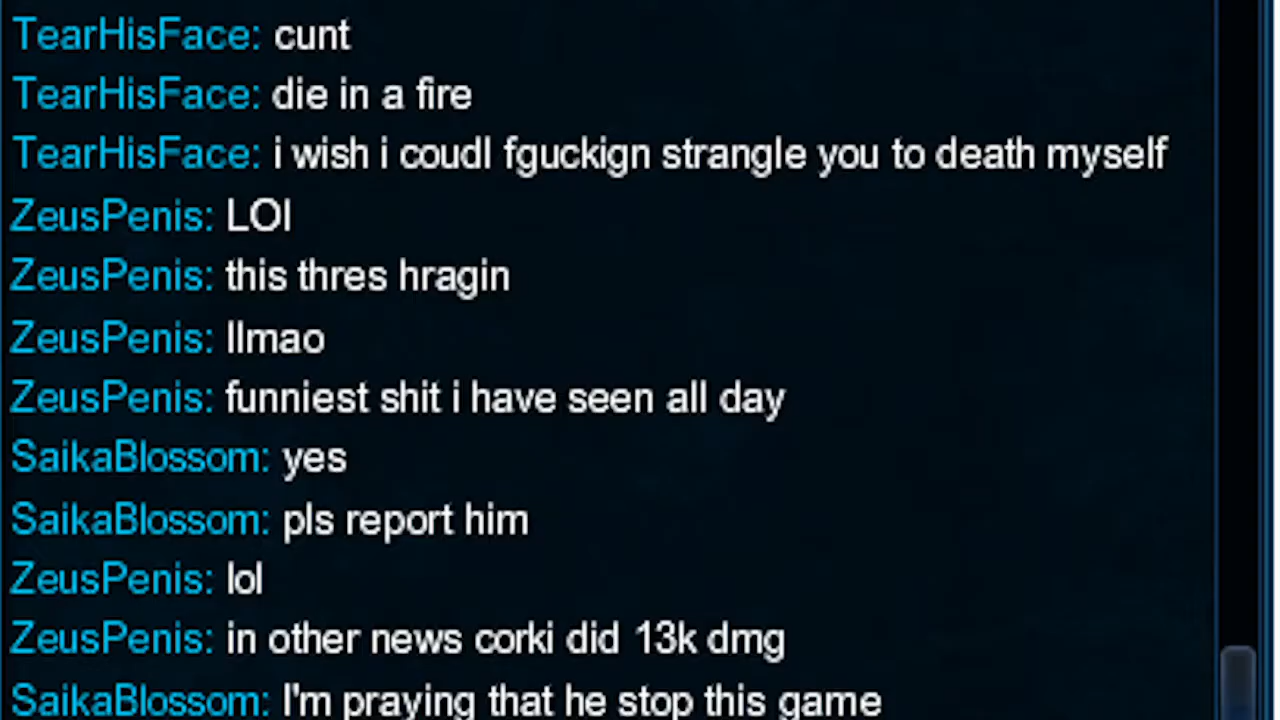 TearHisFace: cunt
TearHisFace: die in a fire
TearHisFace: i wish i coudl fguckign strangle you to death myself
ZeusPenis: LOl
ZeusPenis: this thres hragin
ZeusPenis: llmao
ZeusPenis: funniest shit i have seen all day
SaikaBlossom: yes
SaikaBlossom: pls report him
ZeusPenis: lol
ZeusPenis: in other news corki did 13k dmg
SaikaBlossom: I'm praying that he stop this game